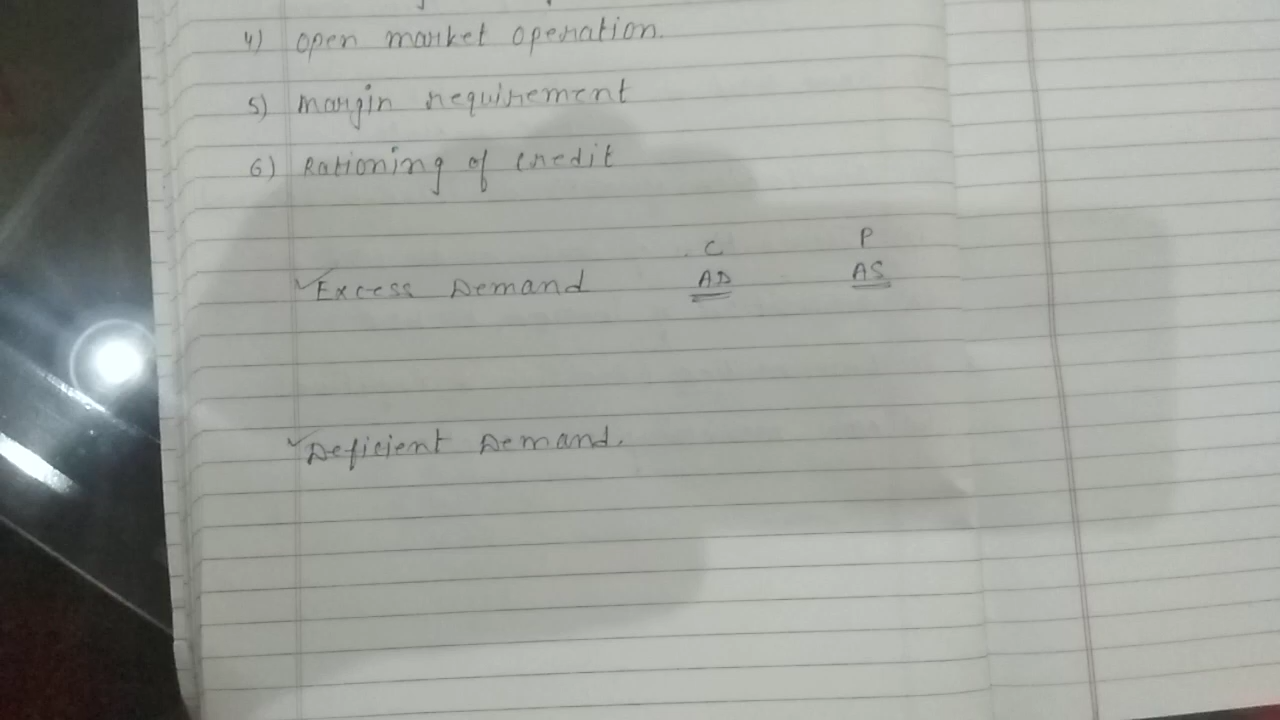 4) open market operation.
5) margin requirement
6) Rationing of credit
C P
Excess Demand AD AS
Deficient Demand.